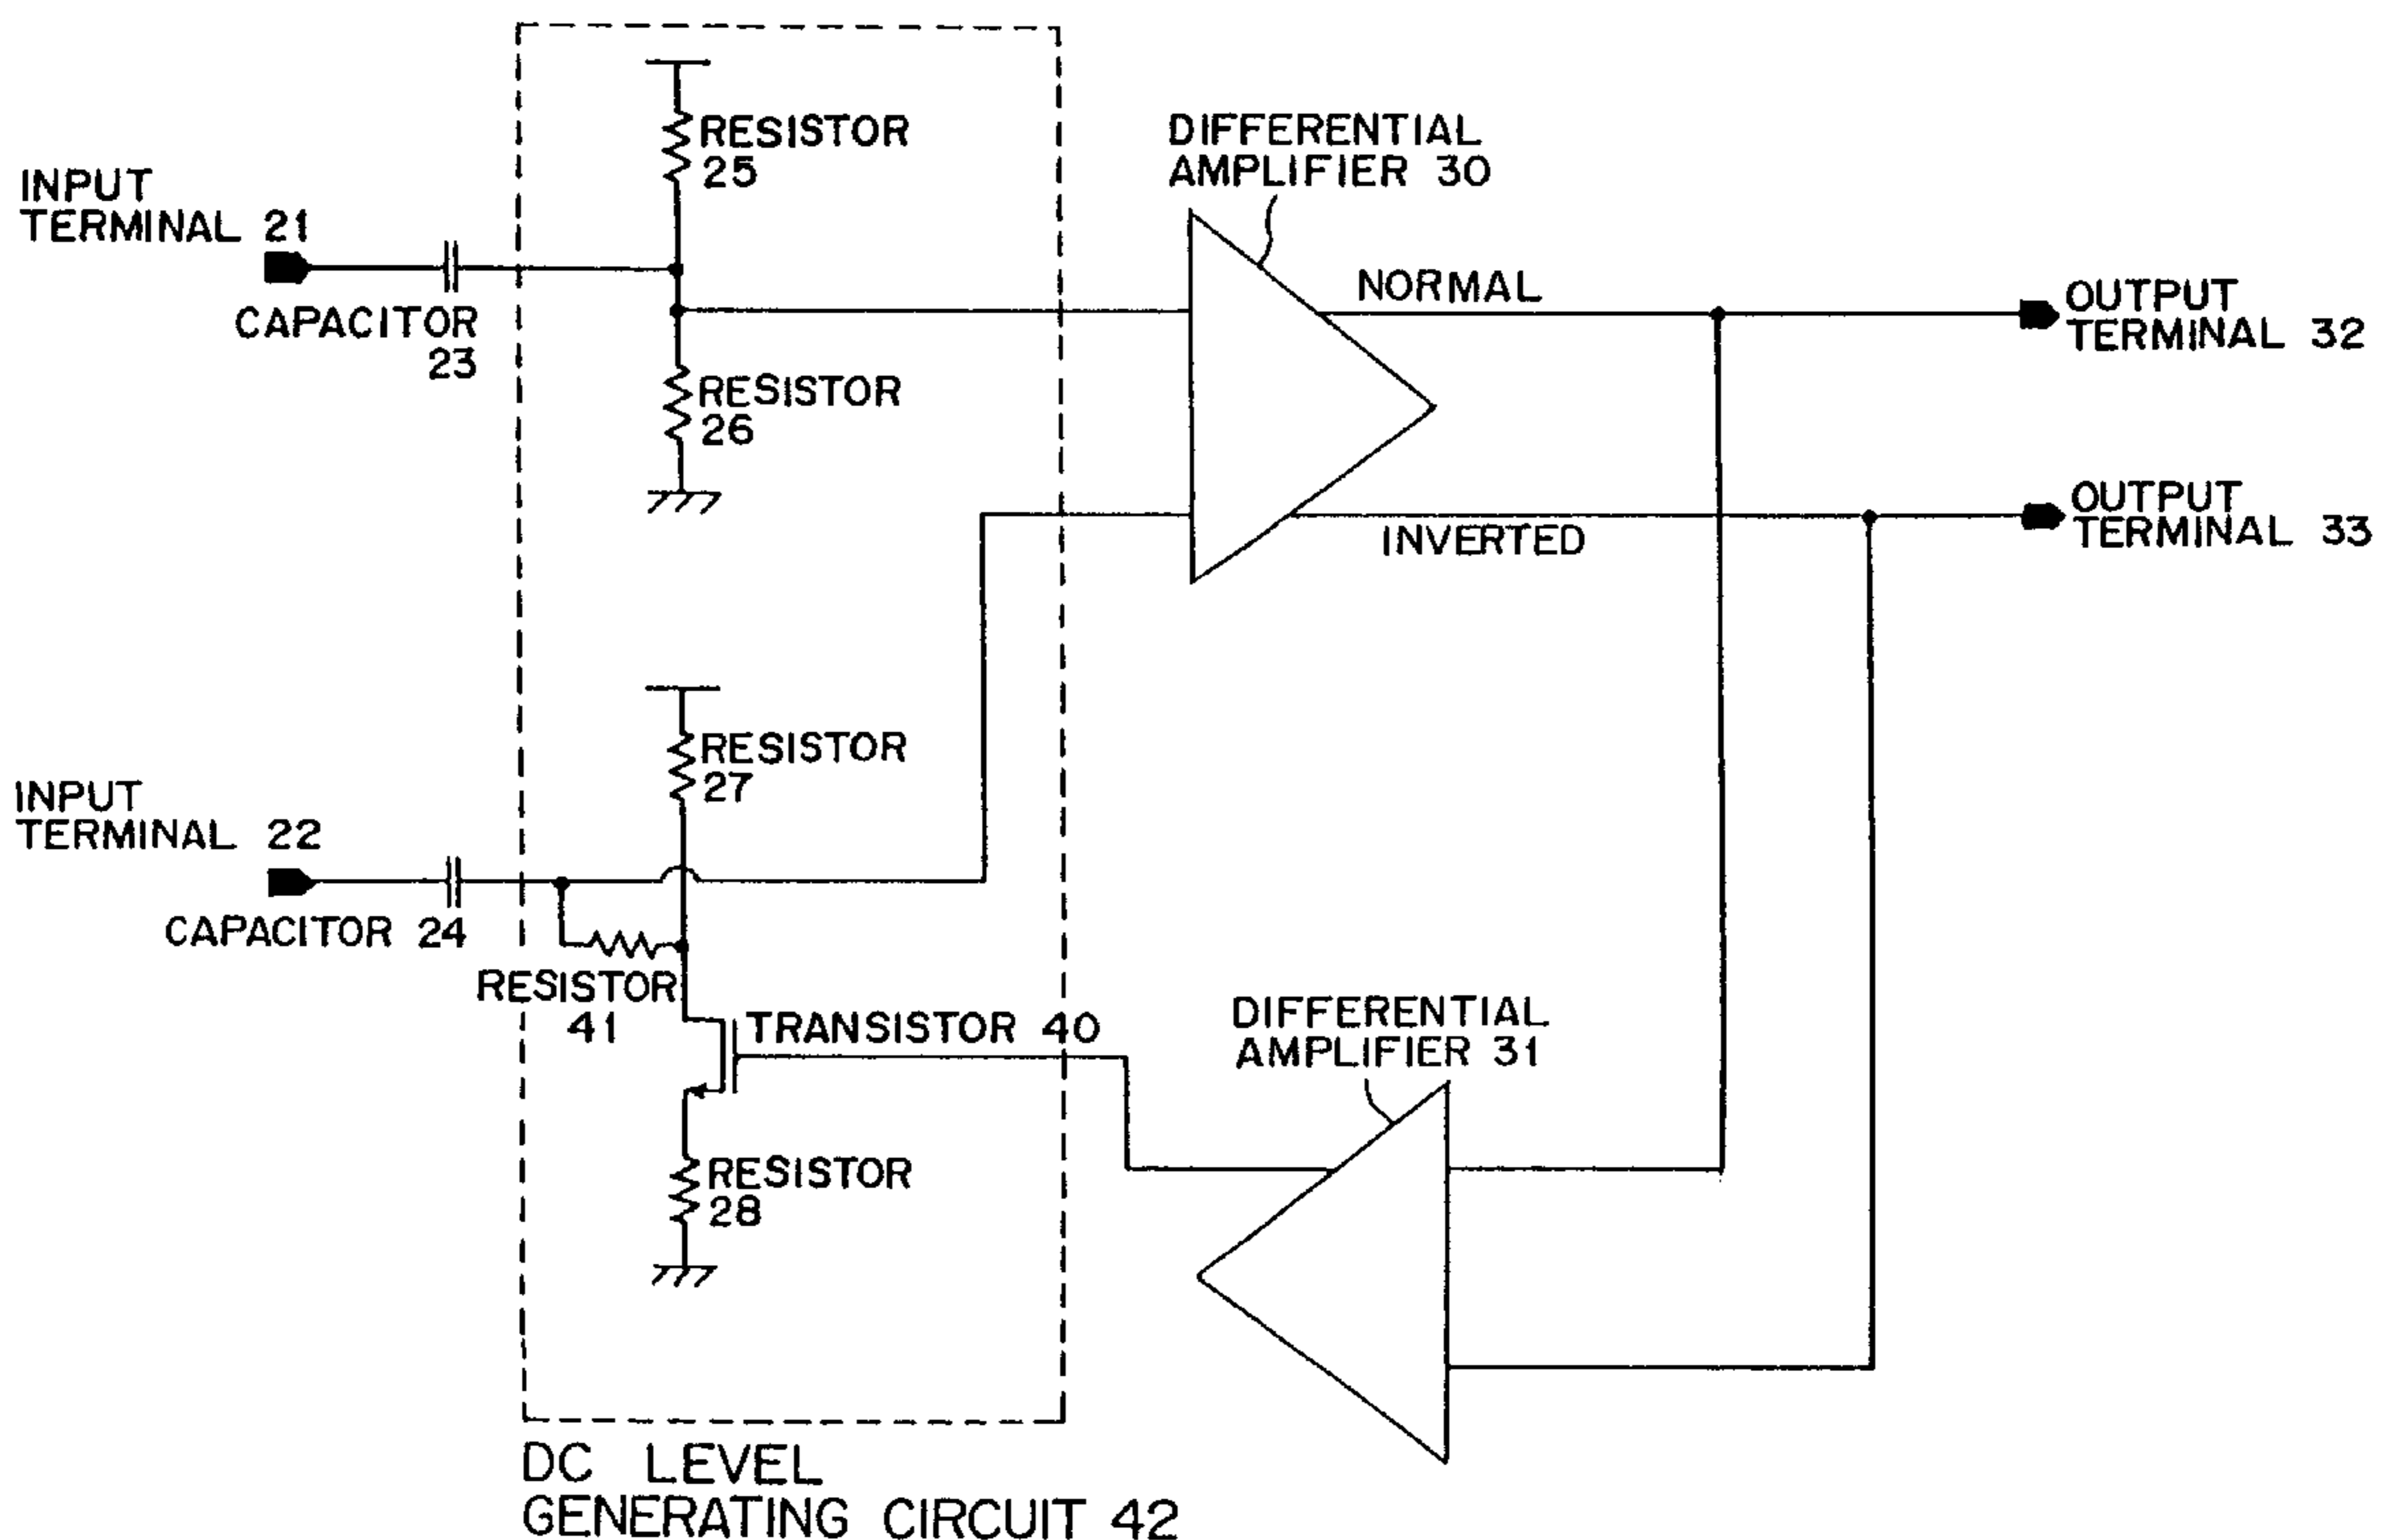 RESISTOR
25
DIFFERENTIAL
AMPLIFIER 30
INPUT
TERMINAL 21
NORMAL
OUTPUT
TERMINAL 32
CAPACITOR
23
RESISTOR
26
OUTPUT
TERMINAL 33
INVERTED
RESISTOR
27
INPUT
TERMINAL 22
CAPACITOR 24
RESISTOR
41
TRANSISTOR 40
DIFFERENTIAL
AMPLIFIER 31
RESISTOR
28
DC LEVEL
GENERATING CIRCUIT 42